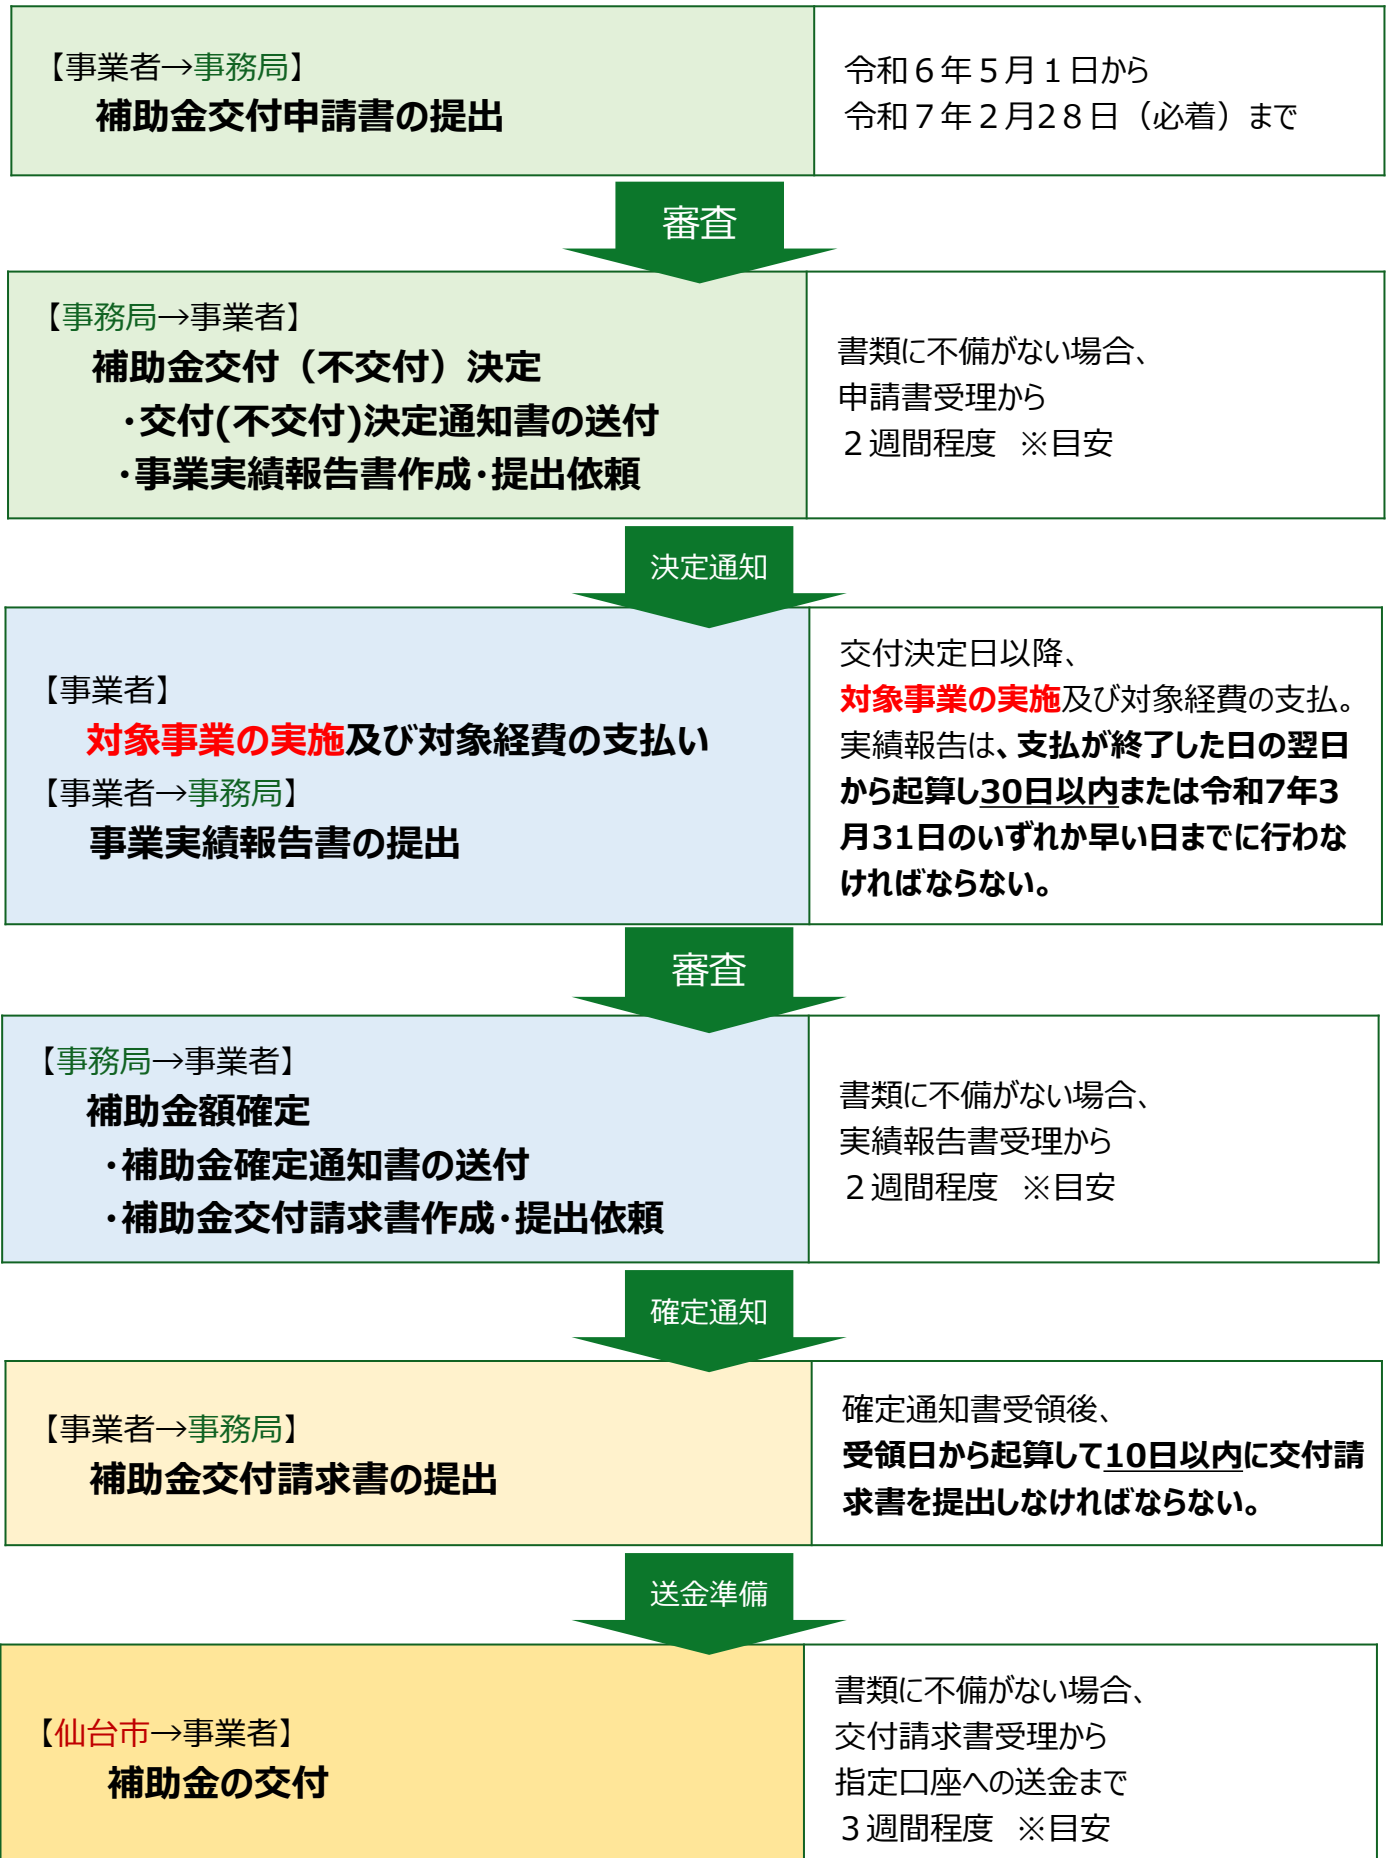 【事業者→事務局】
補助金交付申請書の提出
令和６年５月１日から
令和７年２月２８日（必着）まで
審査
【事務局→事業者】
補助金交付（不交付）決定
・交付(不交付)決定通知書の送付
・事業実績報告書作成・提出依頼
書類に不備がない場合、
申請書受理から
２週間程度　※目安
決定通知
【事業者】
対象事業の実施及び対象経費の支払い
【事業者→事務局】
事業実績報告書の提出
交付決定日以降、
対象事業の実施及び対象経費の支払。
実績報告は、支払が終了した日の翌日
から起算し30日以内または令和7年3
月31日のいずれか早い日までに行わな
ければならない。
審査
【事務局→事業者】
補助金額確定
・補助金確定通知書の送付
・補助金交付請求書作成・提出依頼
書類に不備がない場合、
実績報告書受理から
２週間程度　※目安
確定通知
【事業者→事務局】
補助金交付請求書の提出
確定通知書受領後、
受領日から起算して10日以内に交付請
求書を提出しなければならない。
送金準備
【仙台市→事業者】
補助金の交付
書類に不備がない場合、
交付請求書受理から
指定口座への送金まで
３週間程度　※目安